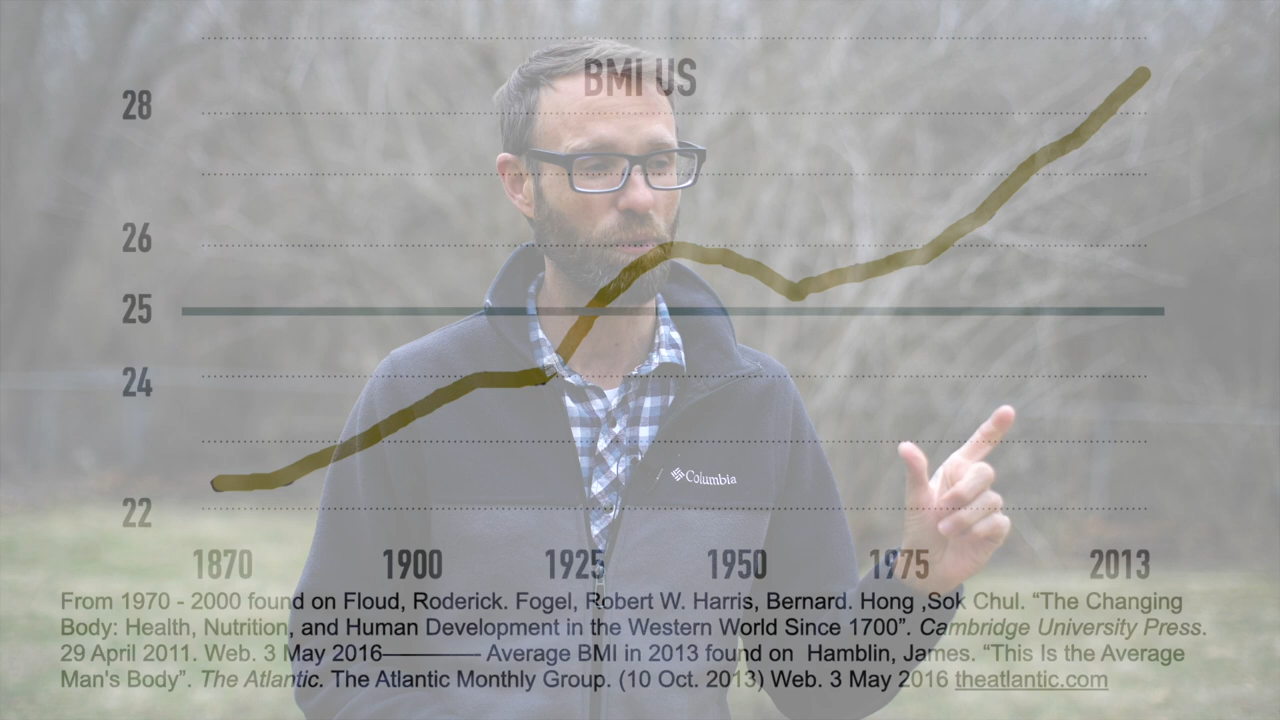 BMI US
28
26
25
24
22
1870 1900 1925 1950 1975 2013
Columbia
From 1970 - 2000 found on Floud, Roderick. Fogel, Robert W. Harris, Bernard. Hong ,Sok Chul. “The Changing
Body: Health, Nutrition, and Human Development in the Western World Since 1700”. Cambridge University Press.
29 April 2011. Web. 3 May 2016————— Average BMI in 2013 found on Hamblin, James. “This Is the Average
Man's Body”. The Atlantic. The Atlantic Monthly Group. (10 Oct. 2013) Web. 3 May 2016 theatlantic.com